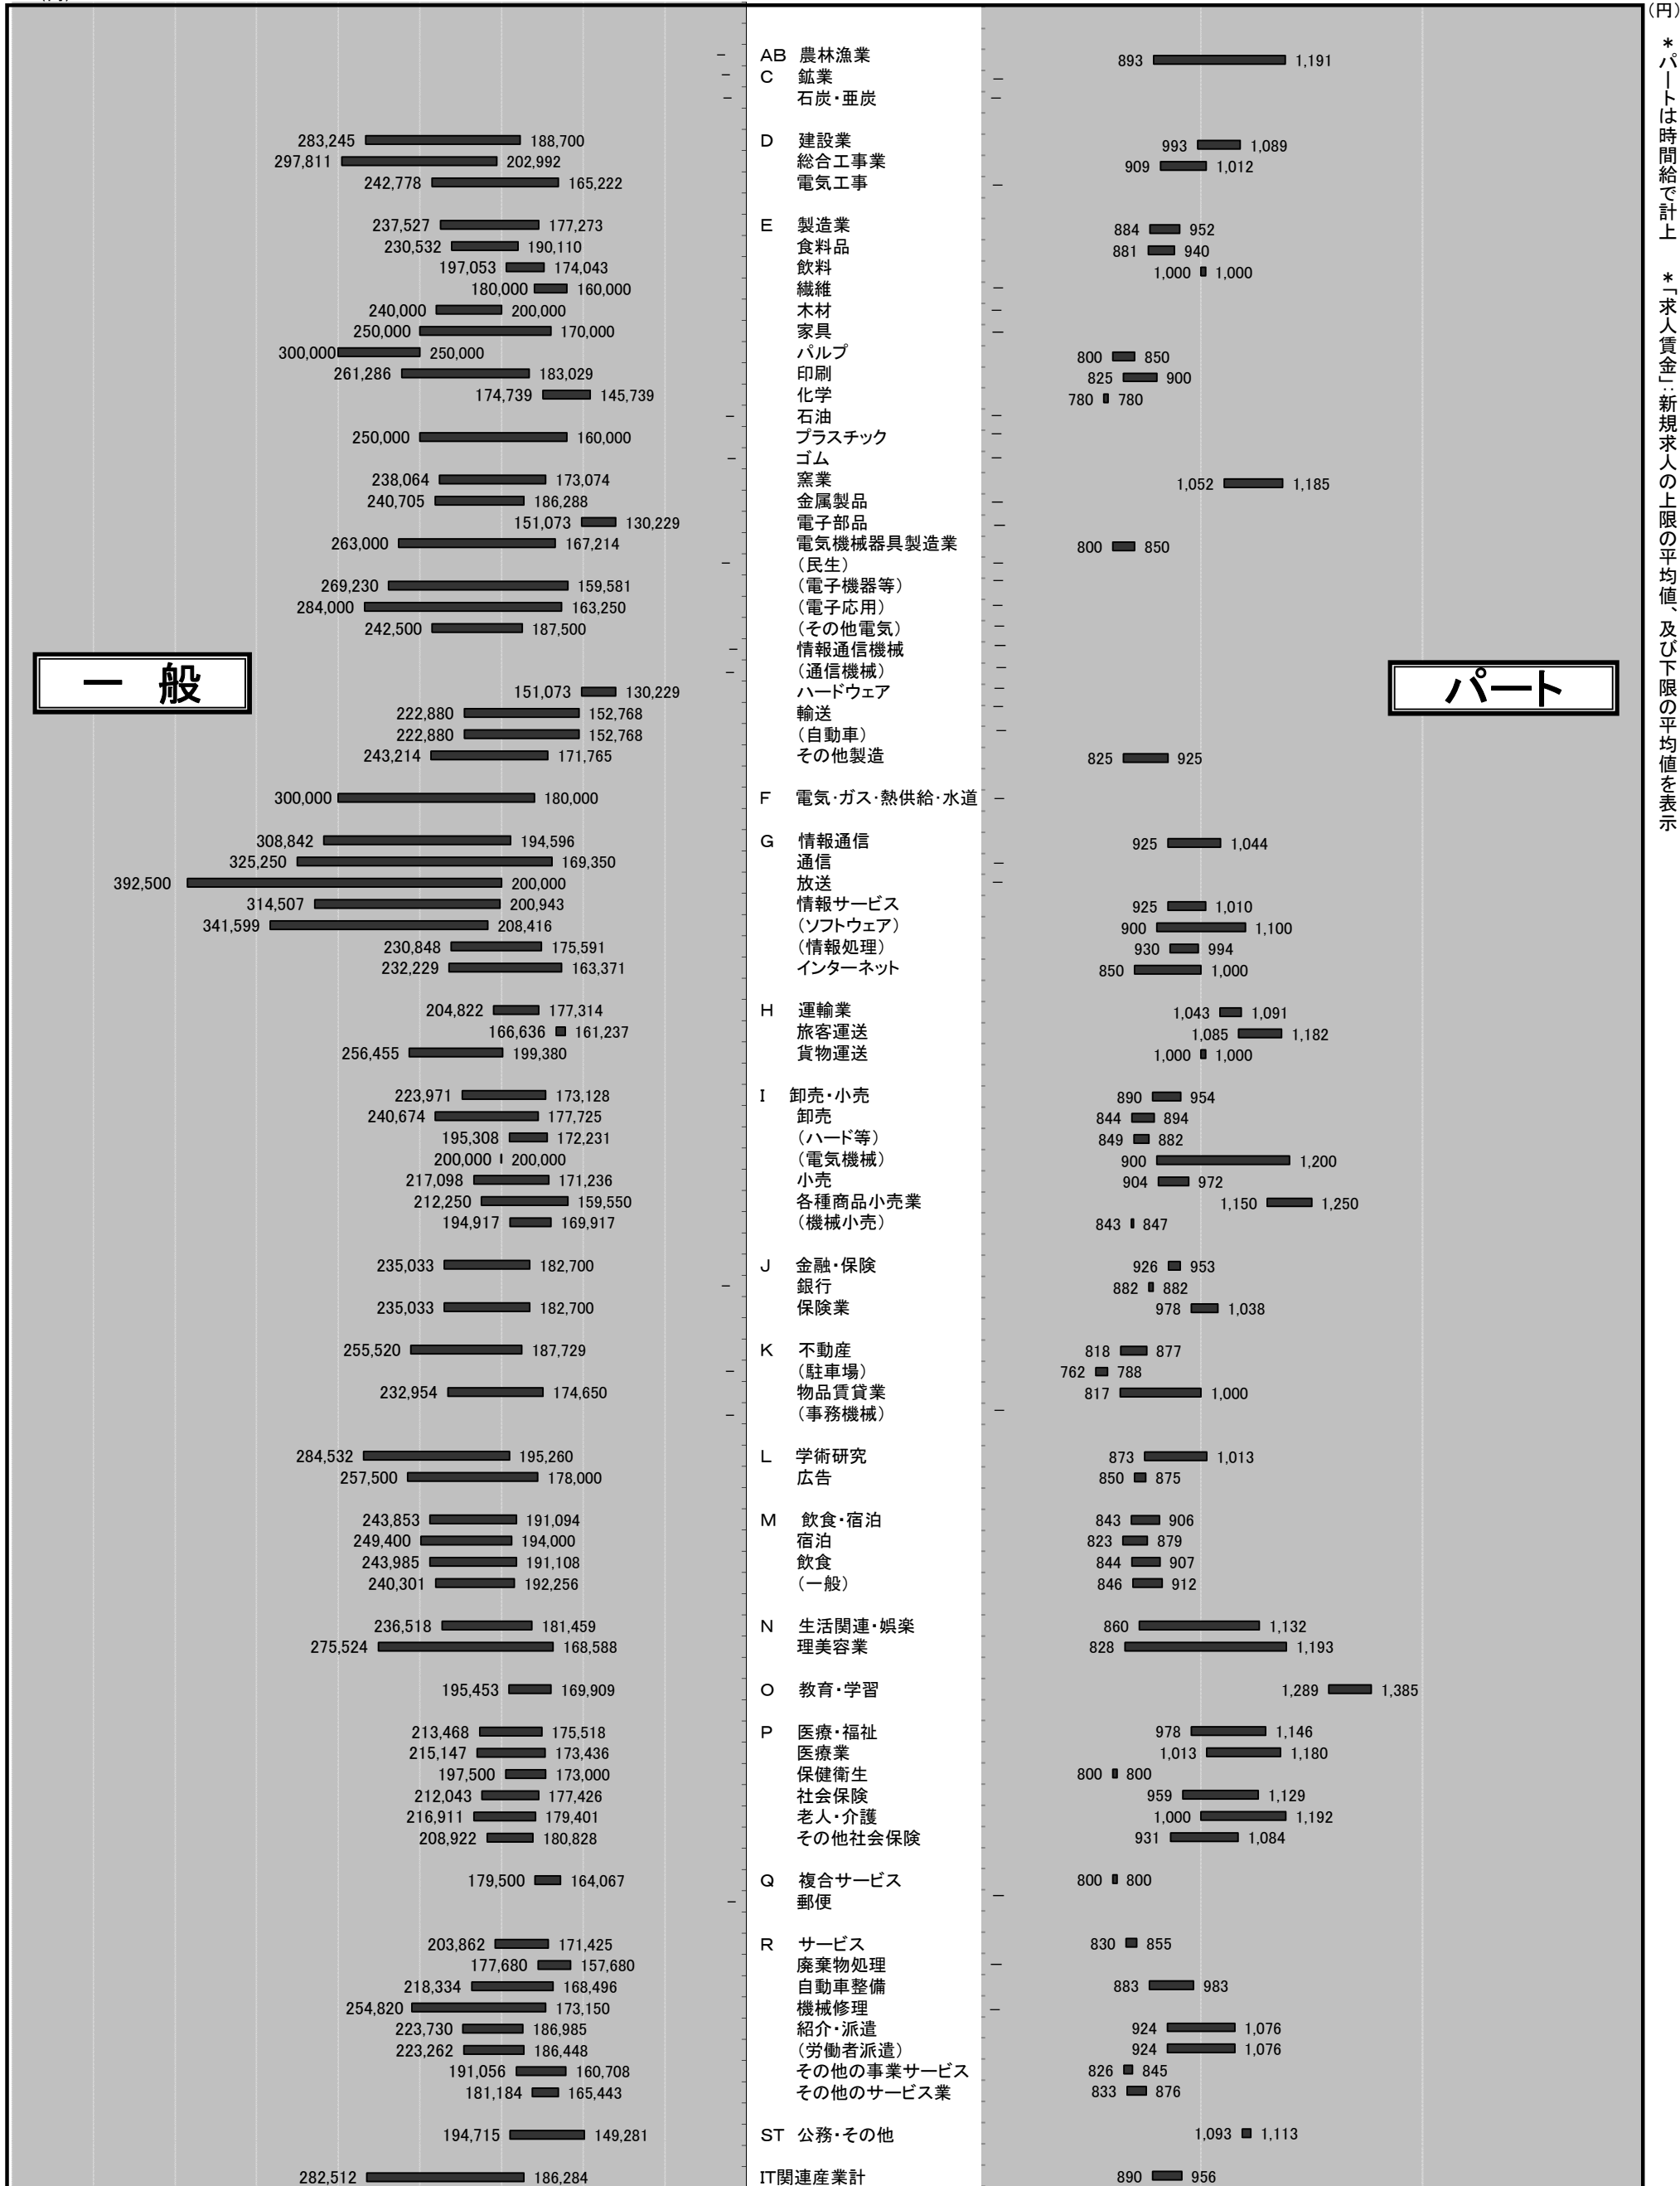 (円)
－ AB 農林漁業 893 1,191
－ C 鉱業 －
－ 石炭・亜炭 －
283,245 188,700 D 建設業 993 1,089
297,811 202,992 総合工事業 909 1,012
242,778 165,222 電気工事 －
237,527 177,273 E 製造業 884 952
230,532 190,110 食料品 881 940
197,053 174,043 飲料 1,000 1,000
180,000 160,000 繊維 －
240,000 200,000 木材 －
250,000 170,000 家具 －
300,000 250,000 パルプ 800 850
261,286 183,029 印刷 825 900
174,739 145,739 化学 780 780
－ 石油 －
250,000 160,000 プラスチック －
－ ゴム －
238,064 173,074 窯業 1,052 1,185
240,705 186,288 金属製品 －
151,073 130,229 電子部品 －
263,000 167,214 電気機械器具製造業 800 850
－ (民生) －
269,230 159,581 (電子機器等) －
284,000 163,250 (電子応用) －
242,500 187,500 (その他電気) －
－ 情報通信機械 －
－ (通信機械) －
一 般
パート
151,073 130,229 ハードウェア －
222,880 152,768 輸送 －
222,880 152,768 (自動車) －
243,214 171,765 その他製造 825 925
300,000 180,000 F 電気・ガス・熱供給・水道 －
308,842 194,596 G 情報通信 925 1,044
325,250 169,350 通信 －
392,500 200,000 放送 －
314,507 200,943 情報サービス 925 1,010
341,599 208,416 (ソフトウェア) 900 1,100
230,848 175,591 (情報処理) 930 994
232,229 163,371 インターネット 850 1,000
204,822 177,314 H 運輸業 1,043 1,091
166,636 161,237 旅客運送 1,085 1,182
256,455 199,380 貨物運送 1,000 1,000
223,971 173,128 I 卸売・小売 890 954
240,674 177,725 卸売 844 894
195,308 172,231 (ハード等) 849 882
200,000 200,000 (電気機械) 900 1,200
217,098 171,236 小売 904 972
212,250 159,550 各種商品小売業 1,150 1,250
194,917 169,917 (機械小売) 843 847
235,033 182,700 J 金融・保険 926 953
－ 銀行 882 882
235,033 182,700 保険業 978 1,038
255,520 187,729 K 不動産 818 877
－ (駐車場) 762 788
232,954 174,650 物品賃貸業 817 1,000
－ (事務機械) －
284,532 195,260 L 学術研究 873 1,013
257,500 178,000 広告 850 875
243,853 191,094 M 飲食・宿泊 843 906
249,400 194,000 宿泊 823 879
243,985 191,108 飲食 844 907
240,301 192,256 (一般) 846 912
236,518 181,459 N 生活関連・娯楽 860 1,132
275,524 168,588 理美容業 828 1,193
195,453 169,909 O 教育・学習 1,289 1,385
213,468 175,518 P 医療・福祉 978 1,146
215,147 173,436 医療業 1,013 1,180
197,500 173,000 保健衛生 800 800
212,043 177,426 社会保険 959 1,129
216,911 179,401 老人・介護 1,000 1,192
208,922 180,828 その他社会保険 931 1,084
179,500 164,067 Q 複合サービス 800 800
－ 郵便 －
203,862 171,425 R サービス 830 855
177,680 157,680 廃棄物処理 －
218,334 168,496 自動車整備 883 983
254,820 173,150 機械修理 －
223,730 186,985 紹介・派遣 924 1,076
223,262 186,448 (労働者派遣) 924 1,076
191,056 160,708 その他の事業サービス 826 845
181,184 165,443 その他のサービス業 833 876
194,715 149,281 ST 公務・その他 1,093 1,113
282,512 186,284 IT関連産業計 890 956
＊パートは時間給で計上 ＊「求人賃金」：新規求人の上限の平均値、及び下限の平均値を表示